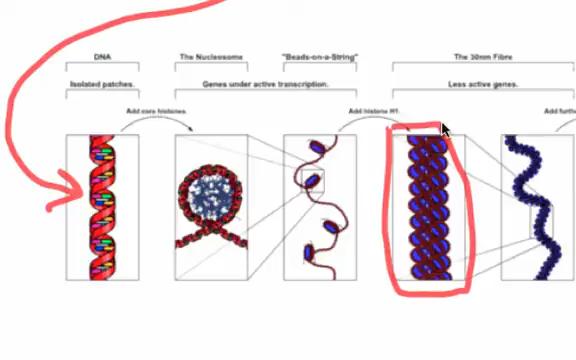 DNA
The Nucleosome
"Beads-on-a-String"
The 30nm Fibre
Isolated patches.
Genes under active transcription.
Less active genes.
Add core histones.
Add histone H1.
Add furthe